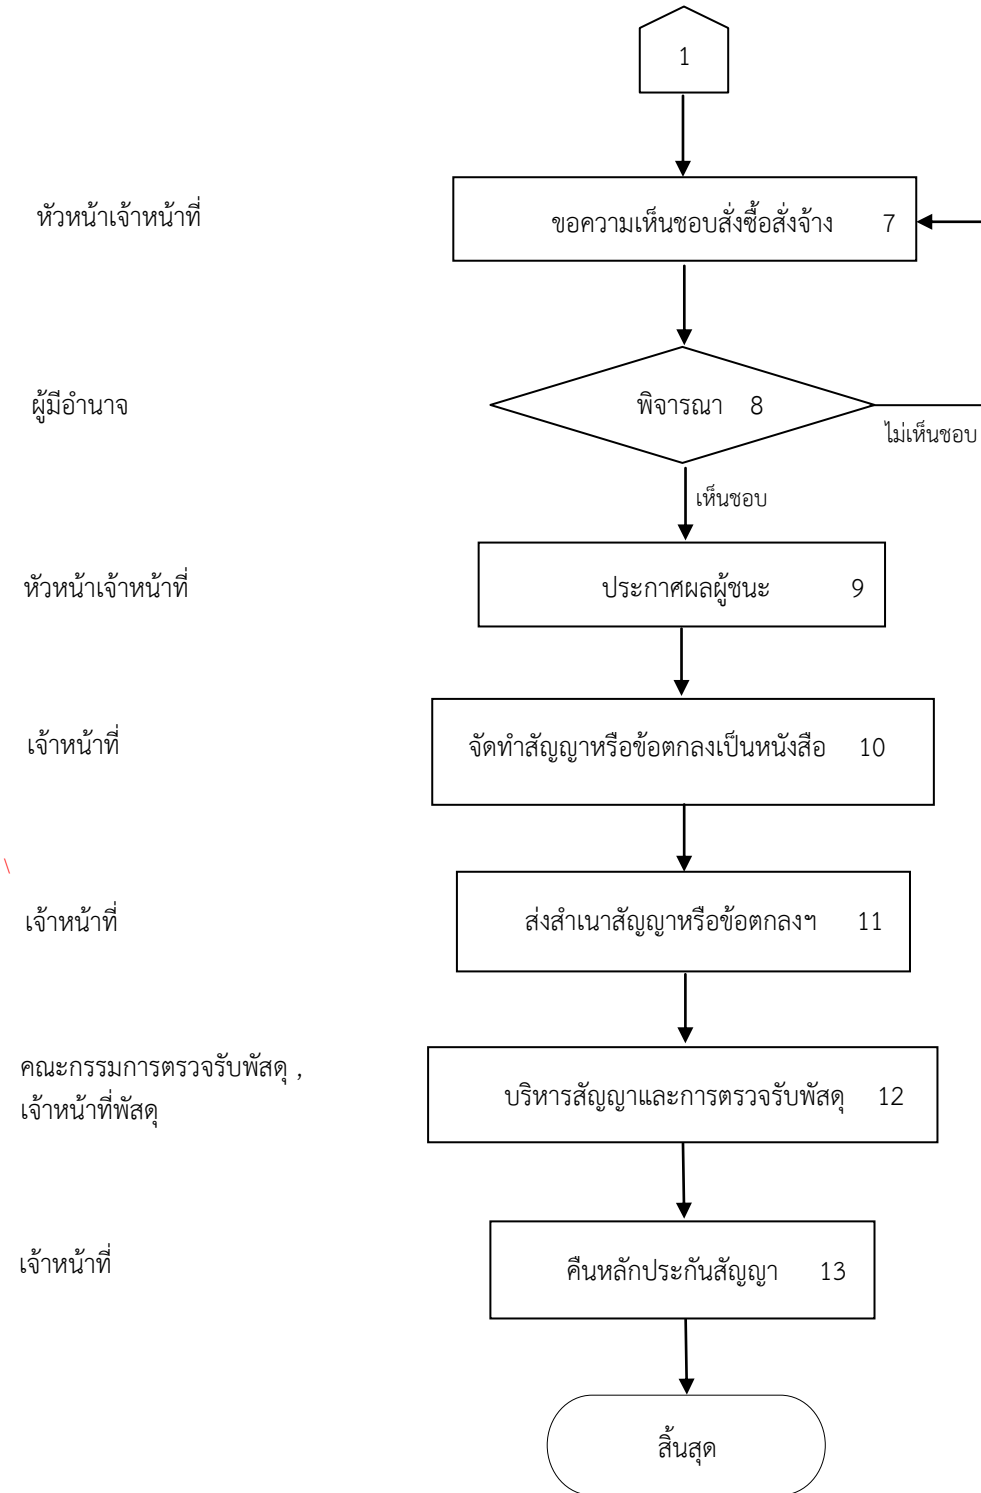 1
หัวหน้าเจ้าหน้าที่
ขอความเห็นชอบสั่งซื้อสั่งจ้าง 7
ผู้มีอำนาจ
พิจารณา 8
ไม่เห็นชอบ
เห็นชอบ
หัวหน้าเจ้าหน้าที่
ประกาศผลผู้ชนะ 9
เจ้าหน้าที่
จัดทำสัญญาหรือข้อตกลงเป็นหนังสือ 10
\
เจ้าหน้าที่
ส่งสำเนาสัญญาหรือข้อตกลงฯ 11
คณะกรรมการตรวจรับพัสดุ ,
เจ้าหน้าที่พัสดุ
บริหารสัญญาและการตรวจรับพัสดุ 12
เจ้าหน้าที่
คืนหลักประกันสัญญา 13
สิ้นสุด